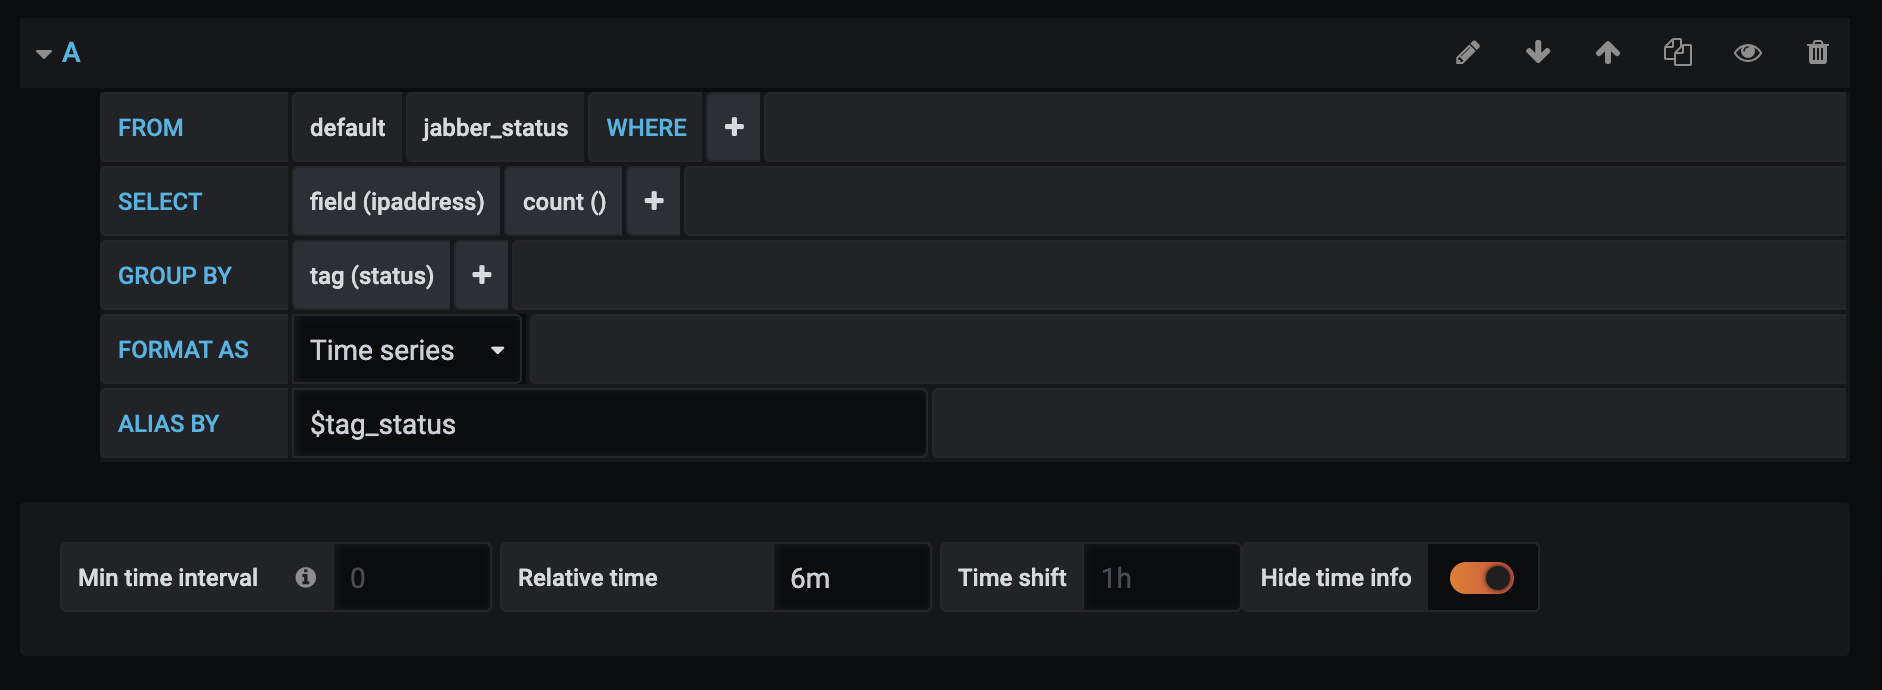 A
FROM default jabber_status WHERE +
SELECT field (ipaddress) count () +
GROUP BY tag (status) +
FORMAT AS Time series
ALIAS BY $tag_status
Min time interval 0 Relative time 6m Time shift 1h Hide time info